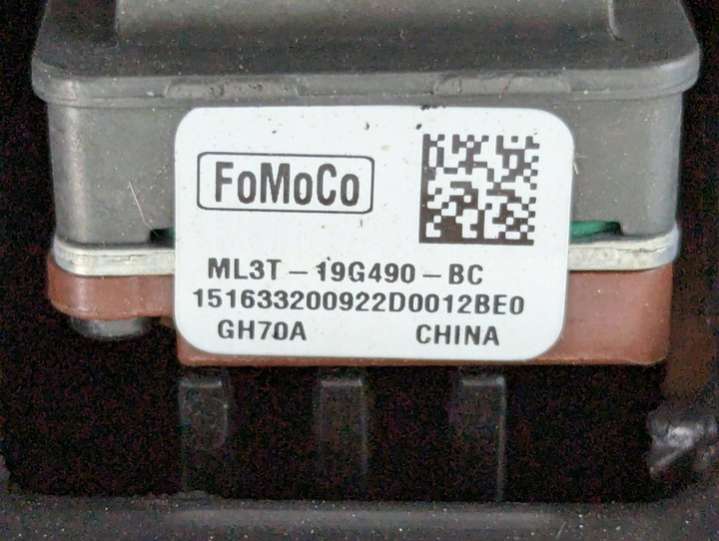 FoMoCo
ML3T-19G490-BC
151633200922D0012BE0
GH70A CHINA